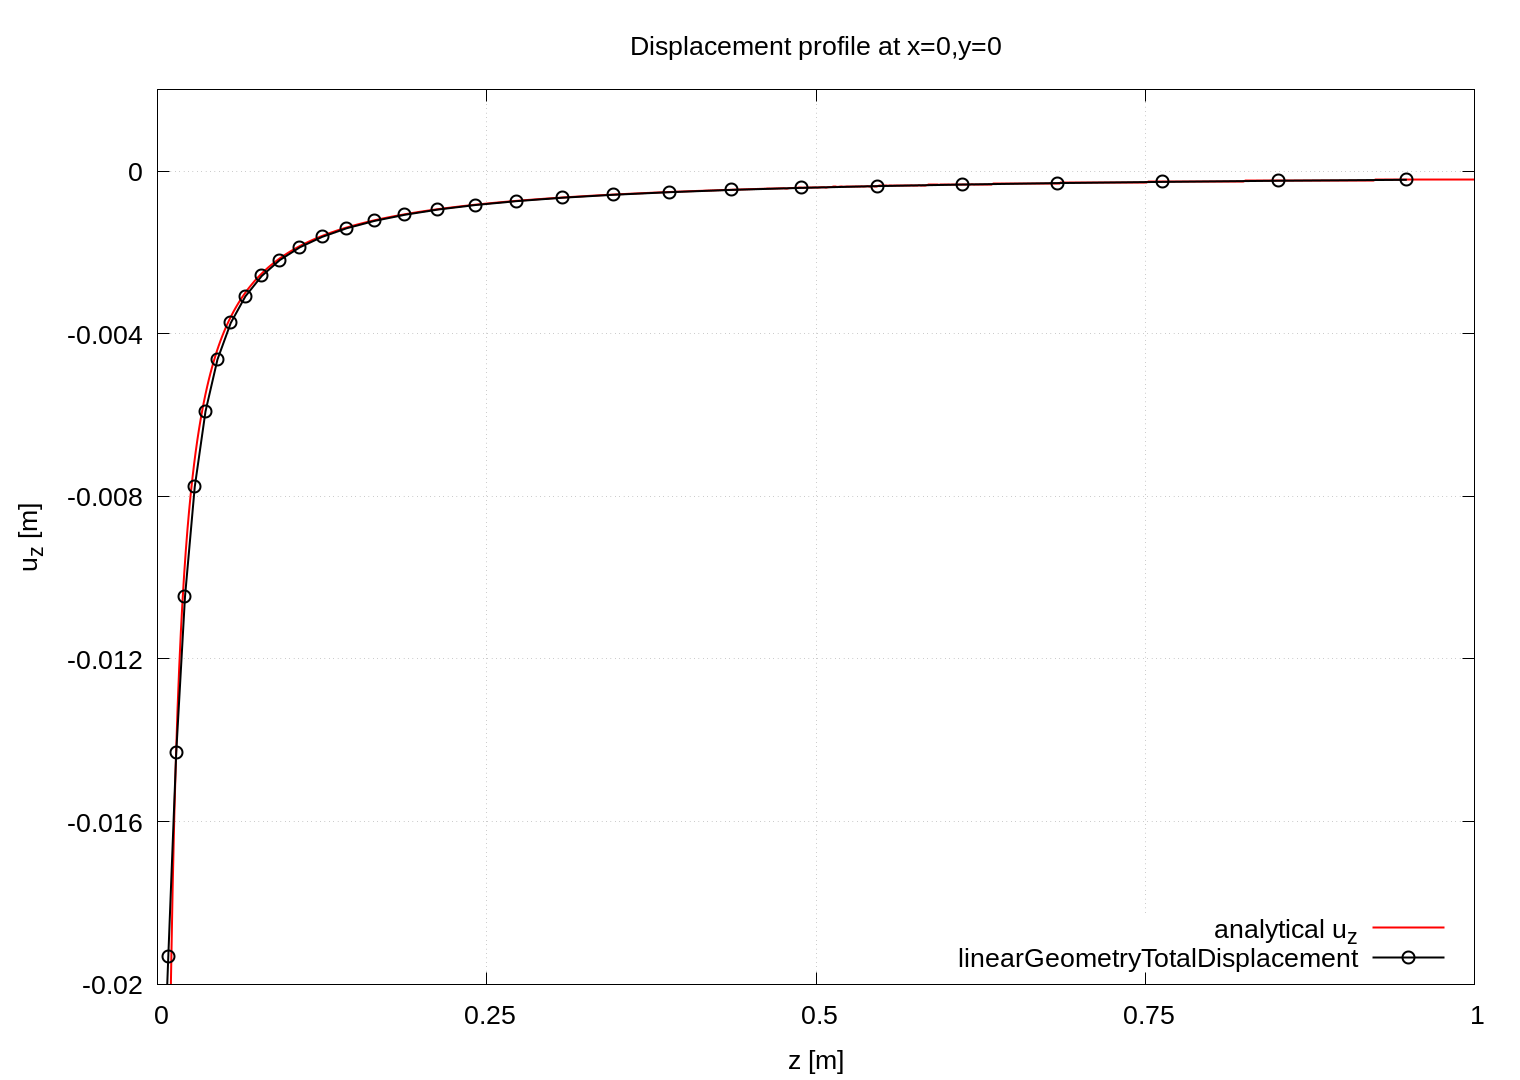 Displacement profile at x=0,y=0
0
-0.004
-0.008
-0.012
-0.016
-0.02
u_z [m]
analytical u_z
linearGeometryTotalDisplacement
0 0.25 0.5 0.75 1
z [m]